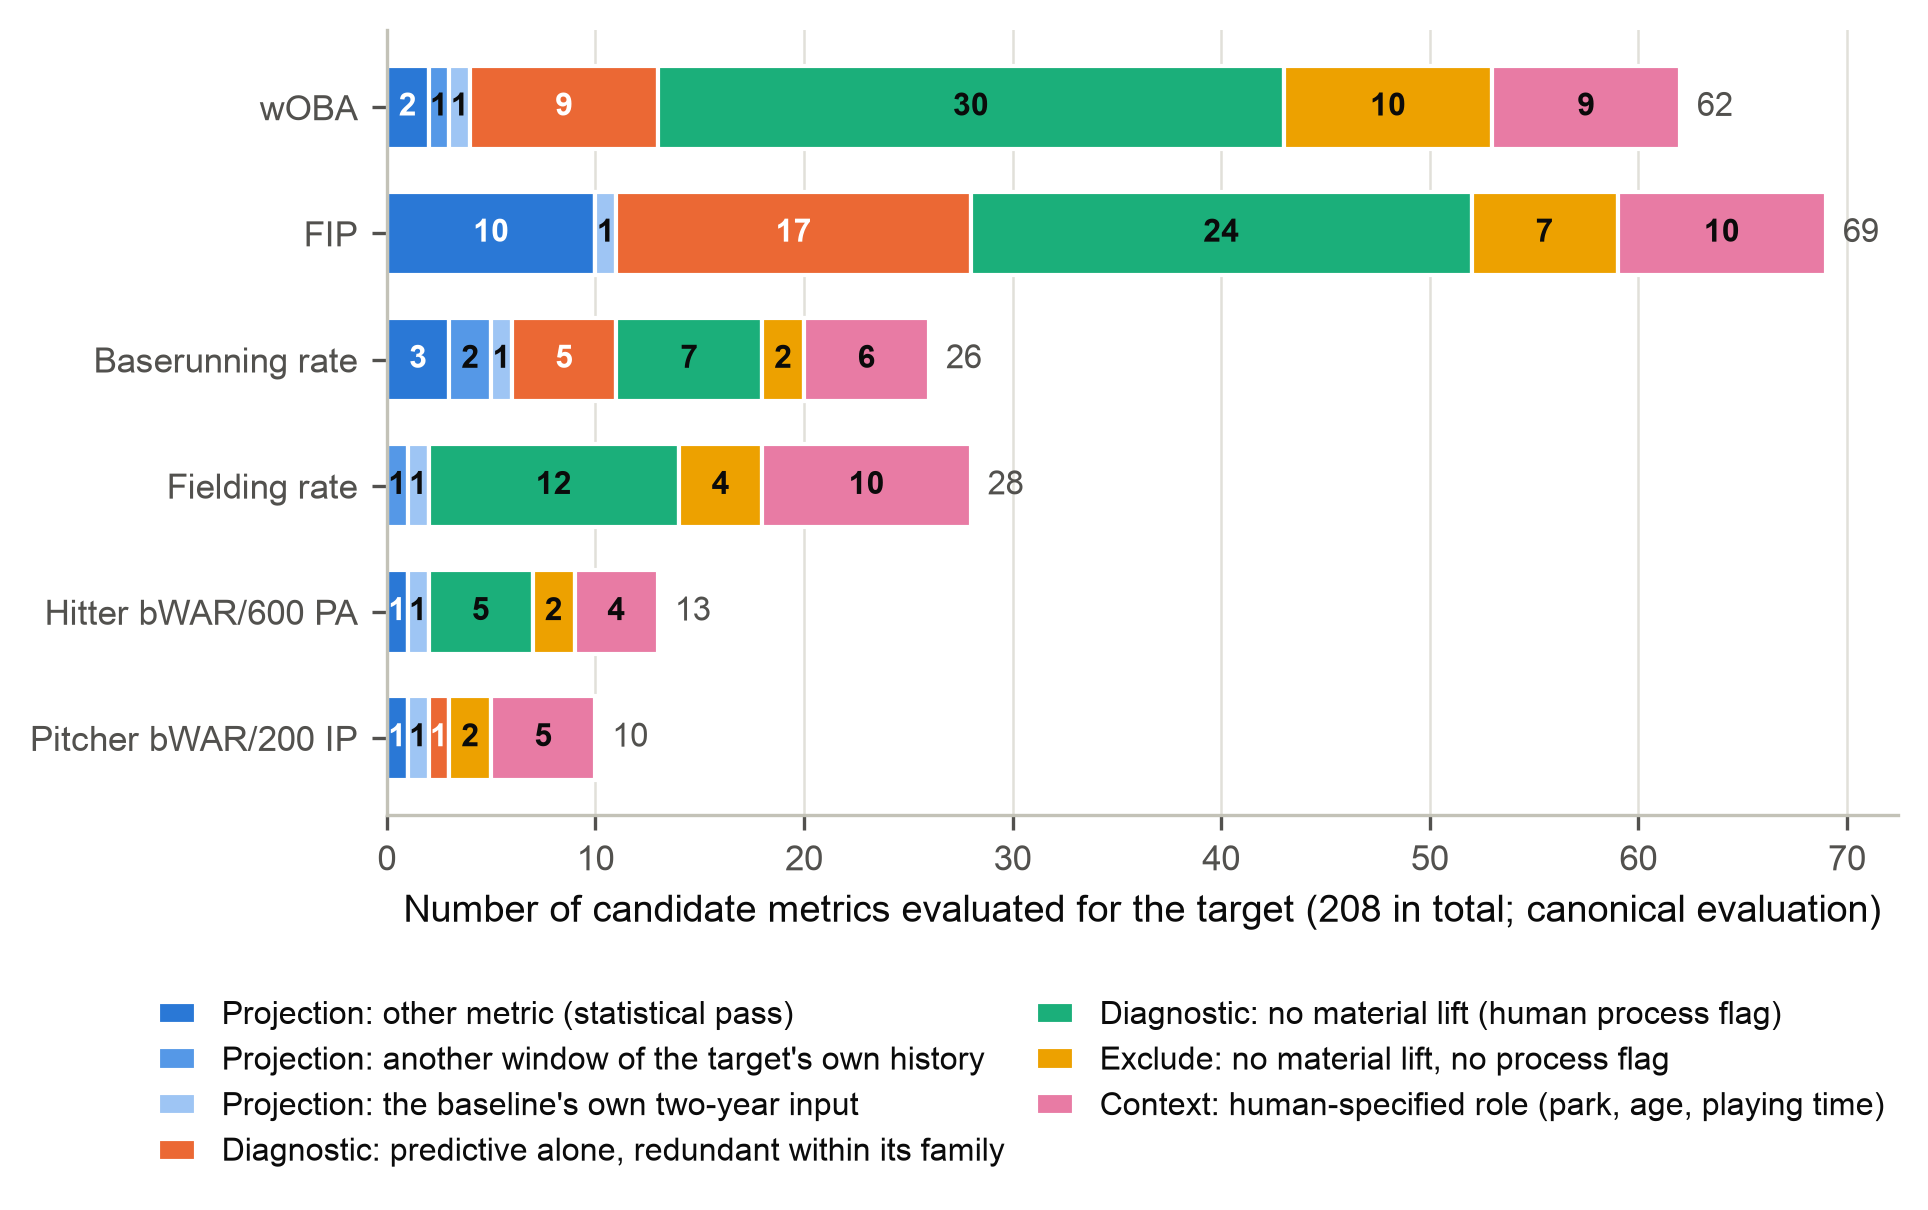 wOBA 2 1 1 9 30 10 9 62
FIP 10 1 17 24 7 10 69
Baserunning rate 3 2 1 5 7 2 6 26
Fielding rate 1 1 12 4 10 28
Hitter bWAR/600 PA 1 1 5 2 4 13
Pitcher bWAR/200 IP 1 1 1 2 5 10
0 10 20 30 40 50 60 70
Number of candidate metrics evaluated for the target (208 in total; canonical evaluation)
Projection: other metric (statistical pass)
Projection: another window of the target's own history
Projection: the baseline's own two-year input
Diagnostic: predictive alone, redundant within its family
Diagnostic: no material lift (human process flag)
Exclude: no material lift, no process flag
Context: human-specified role (park, age, playing time)